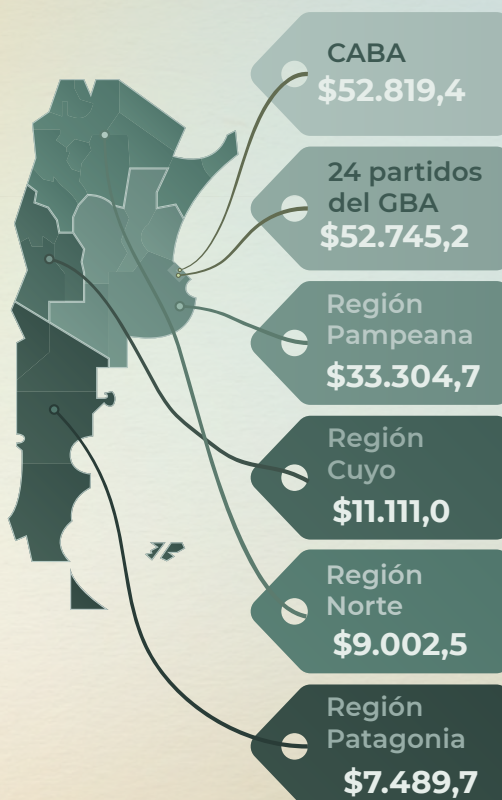 CABA
$52.819,4
24 partidos
del GBA
$52.745,2
Región
Pampeana
$33.304,7
Región
Cuyo
$11.111,0
Región
Norte
$9.002,5
Región
Patagonia
$7.489,7